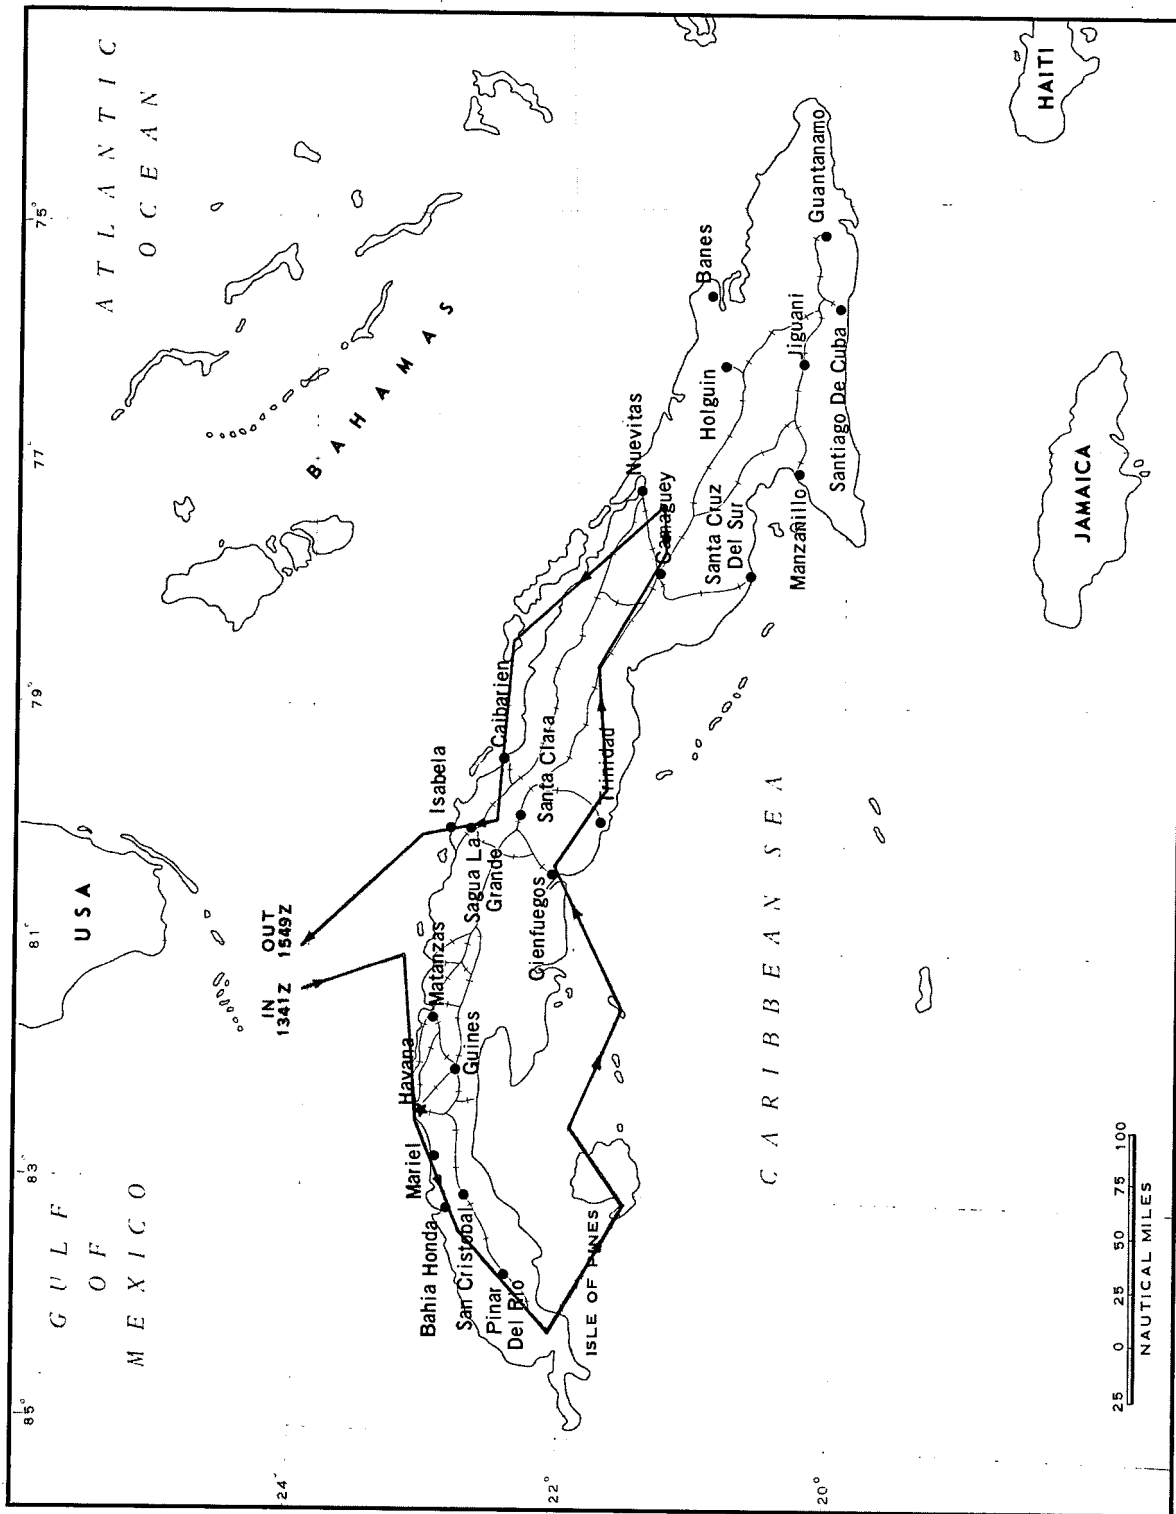 ATLANTIC
OCEAN
GULF
OF
MEXICO
USA
BAHAMAS
IN
1341Z
OUT
1549Z
85°
83
81°
79°
77
75°
24°
22°
20°
Havana
Mariel
Bahia Honda
San Cristobal
Pinar
Del Rio
Matanzas
Guines
Isabela
Sagua La
Grande
Caibarien
Santa Clara
Cienfuegos
Trinidad
Nuevitas
Camaguey
Santa Cruz
Del Sur
Holguin
Banes
Manzanillo
Jiguani
Santiago De Cuba
Guantanamo
ISLE OF PINES
CARIBBEAN SEA
JAMAICA
HAITI
25 0 25 50 75 100
NAUTICAL MILES